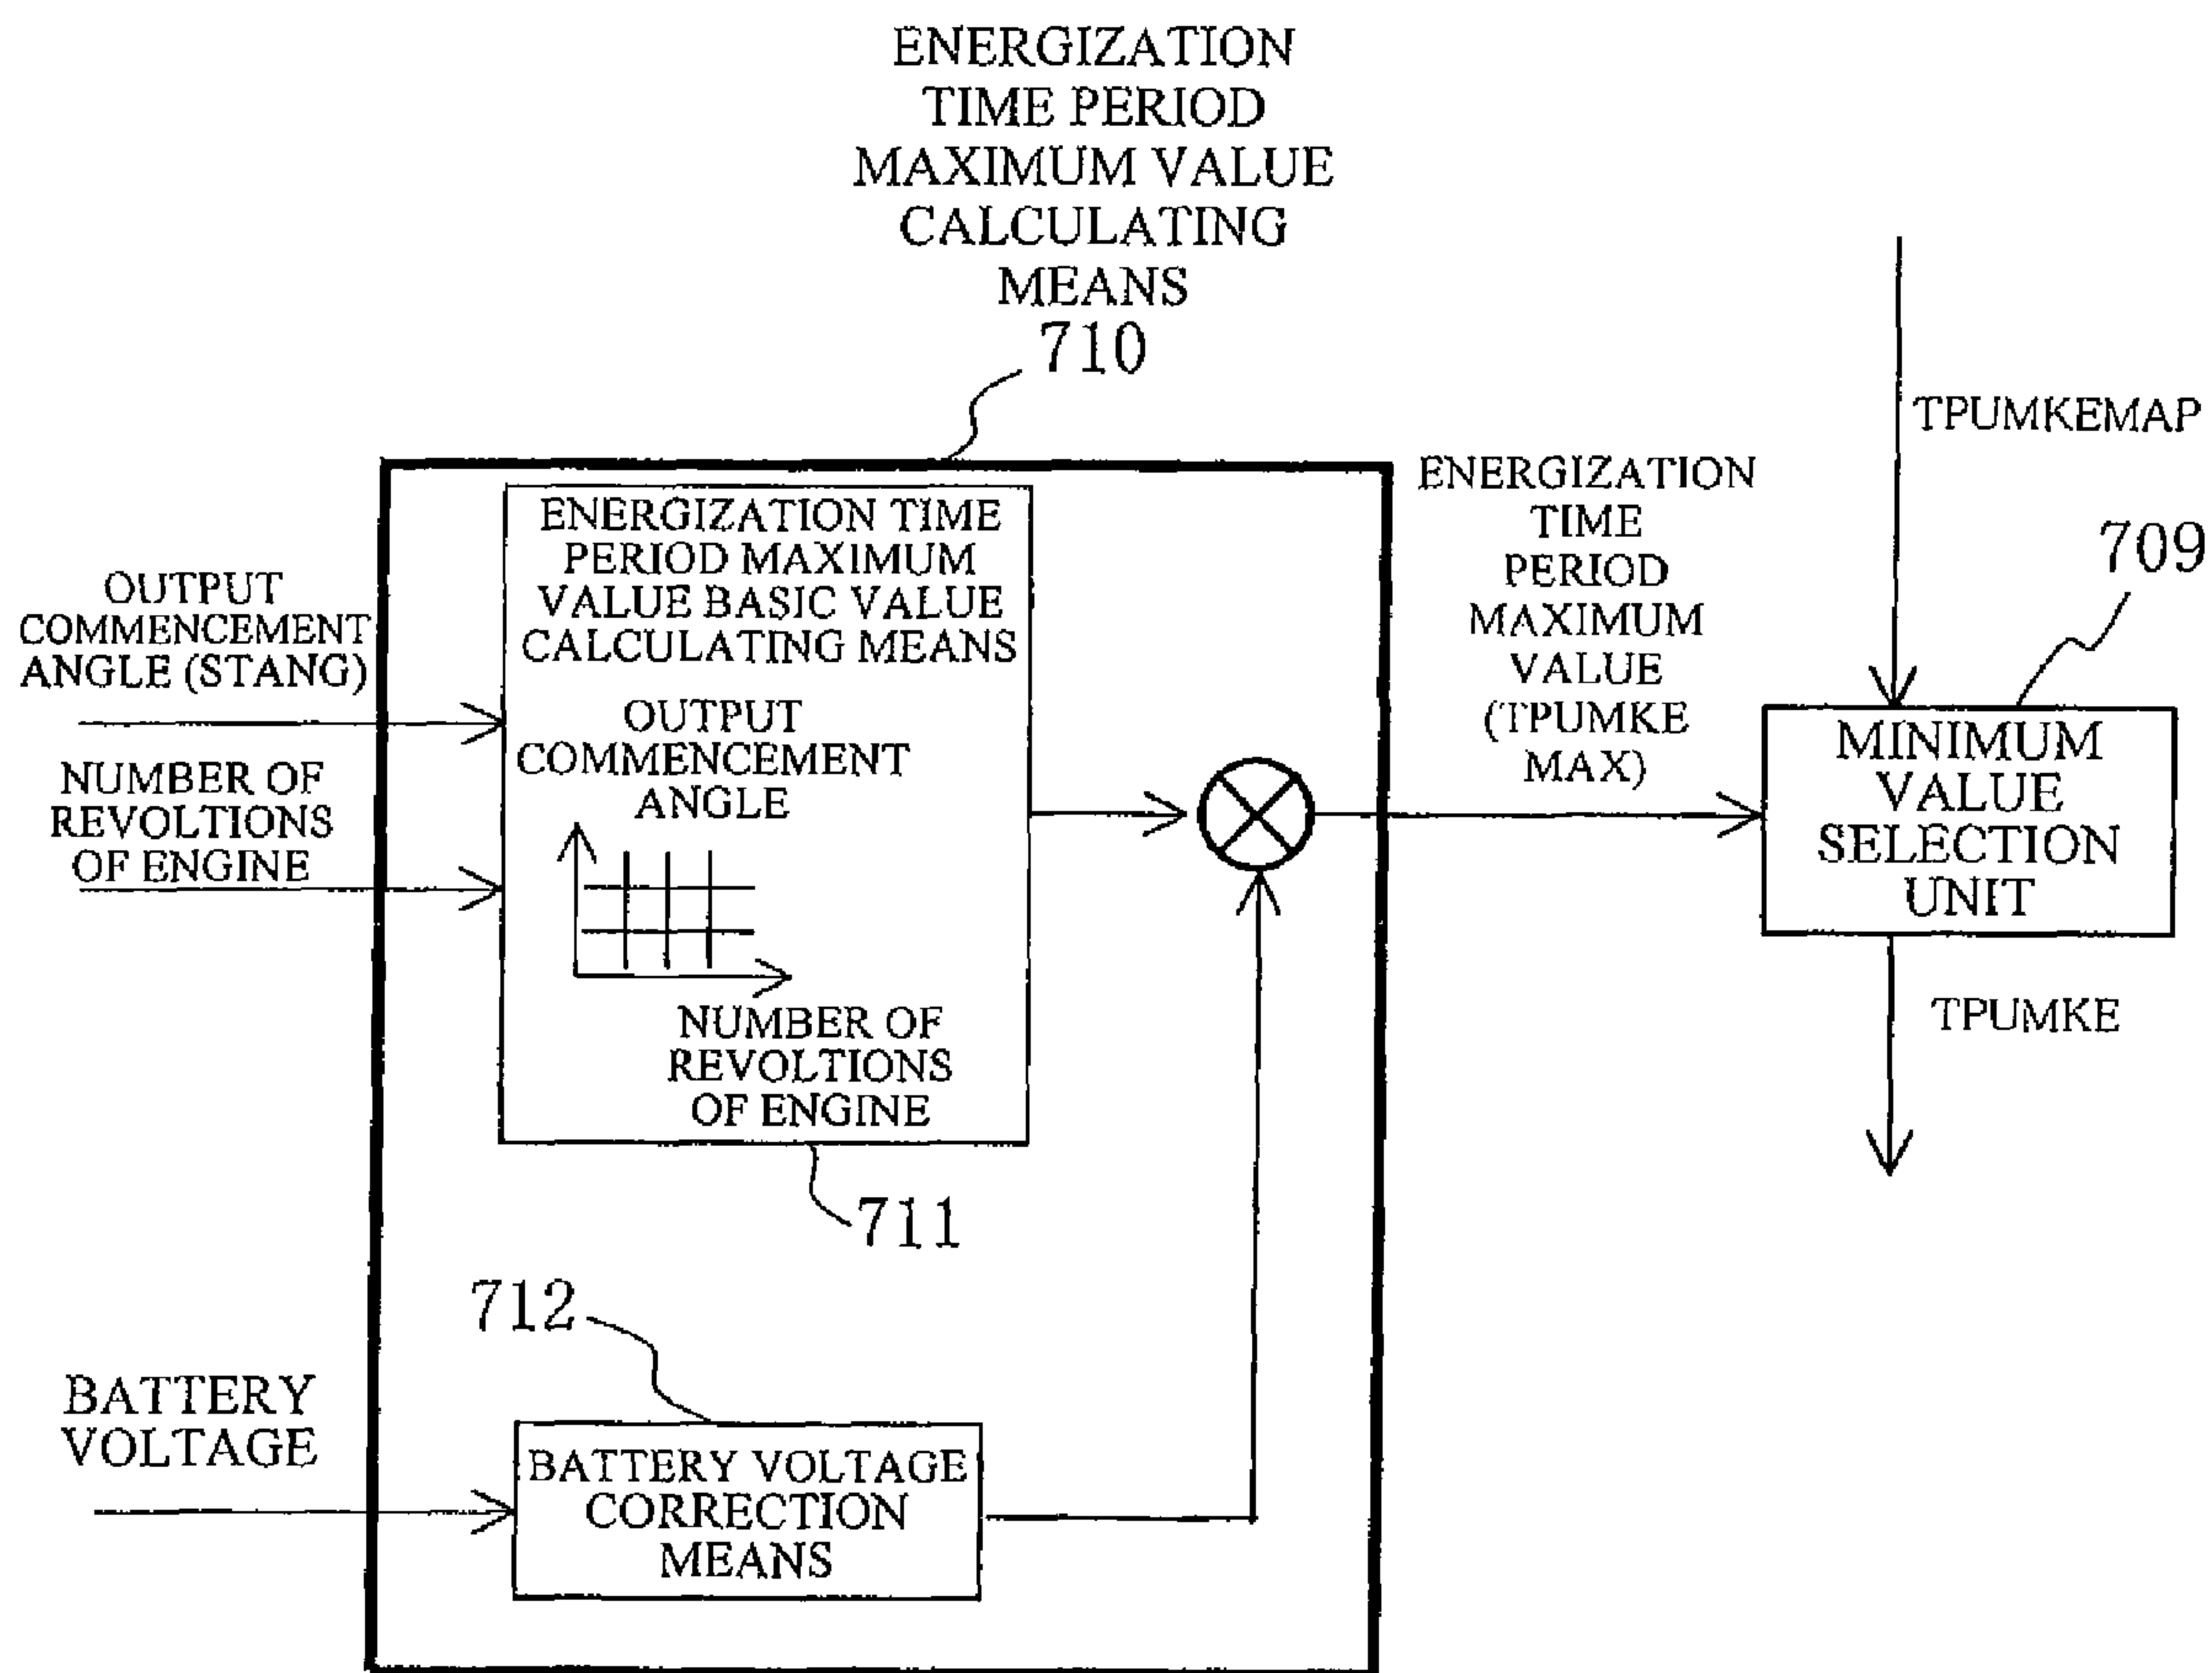 ENERGIZATION
TIME PERIOD
MAXIMUM VALUE
CALCULATING
MEANS
710
TPUMKEMAP
ENERGIZATION
TIME
PERIOD
MAXIMUM
VALUE
(TPUMKE
MAX)
709
ENERGIZATION TIME
PERIOD MAXIMUM
VALUE BASIC VALUE
CALCULATING MEANS
OUTPUT
COMMENCEMENT
ANGLE (STANG)
OUTPUT
COMMENCEMENT
ANGLE
NUMBER OF
REVOLTIONS
OF ENGINE
MINIMUM
VALUE
SELECTION
UNIT
NUMBER OF
REVOLTIONS
OF ENGINE
TPUMKE
711
712
BATTERY
VOLTAGE
BATTERY VOLTAGE
CORRECTION
MEANS